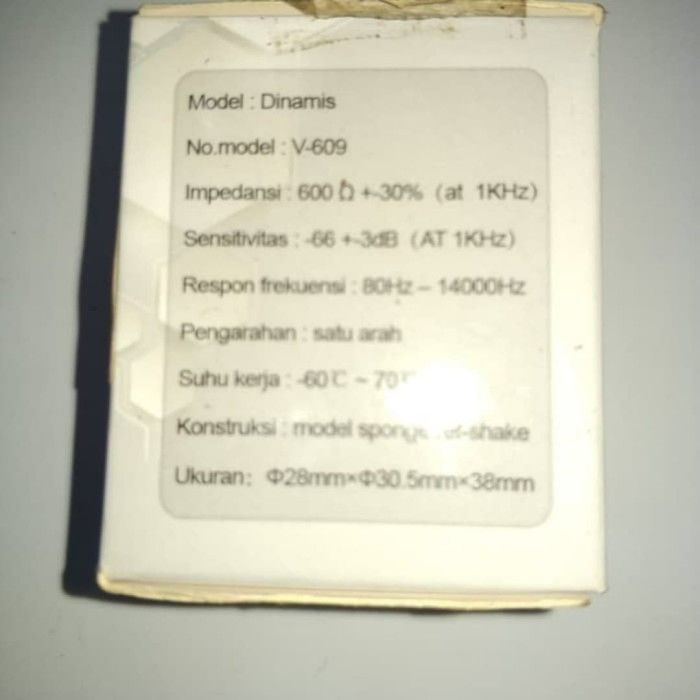 Model : Dinamis
No.model : V-609
Impedansi : 600 Ω +-30% (at 1KHz)
Sensitivitas : -66 +-3dB (AT 1KHz)
Respon frekuensi : 80Hz – 14000Hz
Pengarahan : satu arah
Suhu kerja : -60℃ ~ 70
Konstruksi : model
Ukuran: Φ28mm×Φ30.5mm×38mm